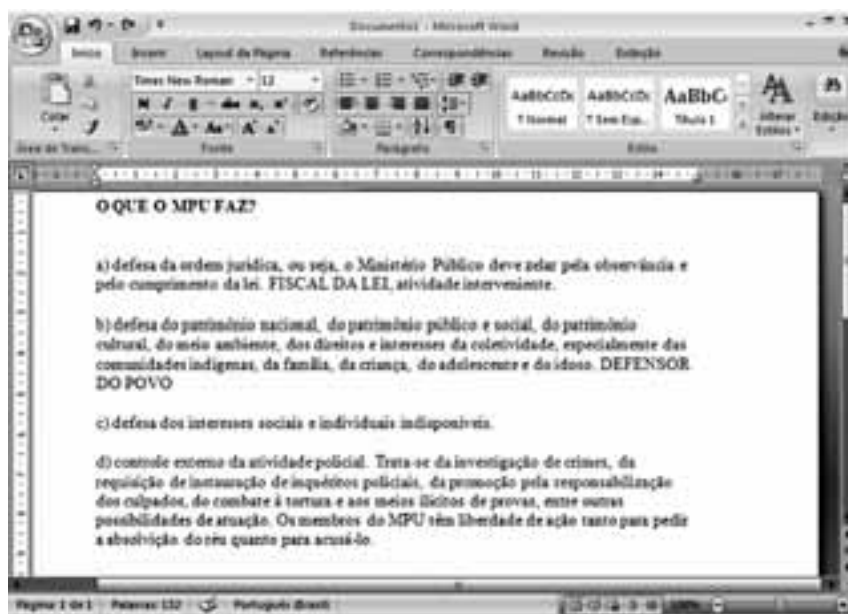 Documento1 - Microsoft Word
Início Inserir Layout da Página Referências Correspondências Revisão Exibição
Times New Roman 12
Colar
AaBbCcDc AaBbCcDc AaBbC
¶ Normal ¶ Sem Esp... Título 1
Alterar Estilos
Edição
Área de Trans... Fonte Parágrafo Estilo
O QUE O MPU FAZ?
a) defesa da ordem jurídica, ou seja, o Ministério Público deve zelar pela observância e
pelo cumprimento da lei. FISCAL DA LEI, atividade interveniente.
b) defesa do patrimônio nacional, do patrimônio público e social, do patrimônio
cultural, do meio ambiente, dos direitos e interesses da coletividade, especialmente das
comunidades indígenas, da família, da criança, do adolescente e do idoso. DEFENSOR
DO POVO
c) defesa dos interesses sociais e individuais indisponíveis.
d) controle externo da atividade policial. Trata-se da investigação de crimes, da
requisição de instauração de inquéritos policiais, da promoção pela responsabilização
dos culpados, do combate à tortura e aos meios ilícitos de provas, entre outras
possibilidades de atuação. Os membros do MPU têm liberdade de ação tanto para pedir
a absolvição do réu quanto para acusá-lo.
Página: 1 de 1 Palavras: 132 Português (Brasil) 100%